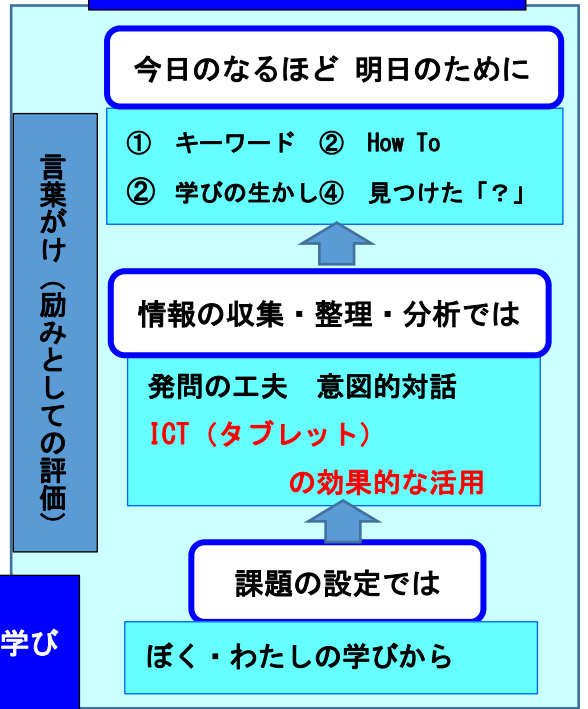 今日のなるほど 明日のために
① キーワード ② How To
② 学びの生かし④ 見つけた「？」
言葉がけ（励みとしての評価）
情報の収集・整理・分析では
発問の工夫 意図的対話
ICT（タブレット）
の効果的な活用
課題の設定では
ぼく・わたしの学びから
学び